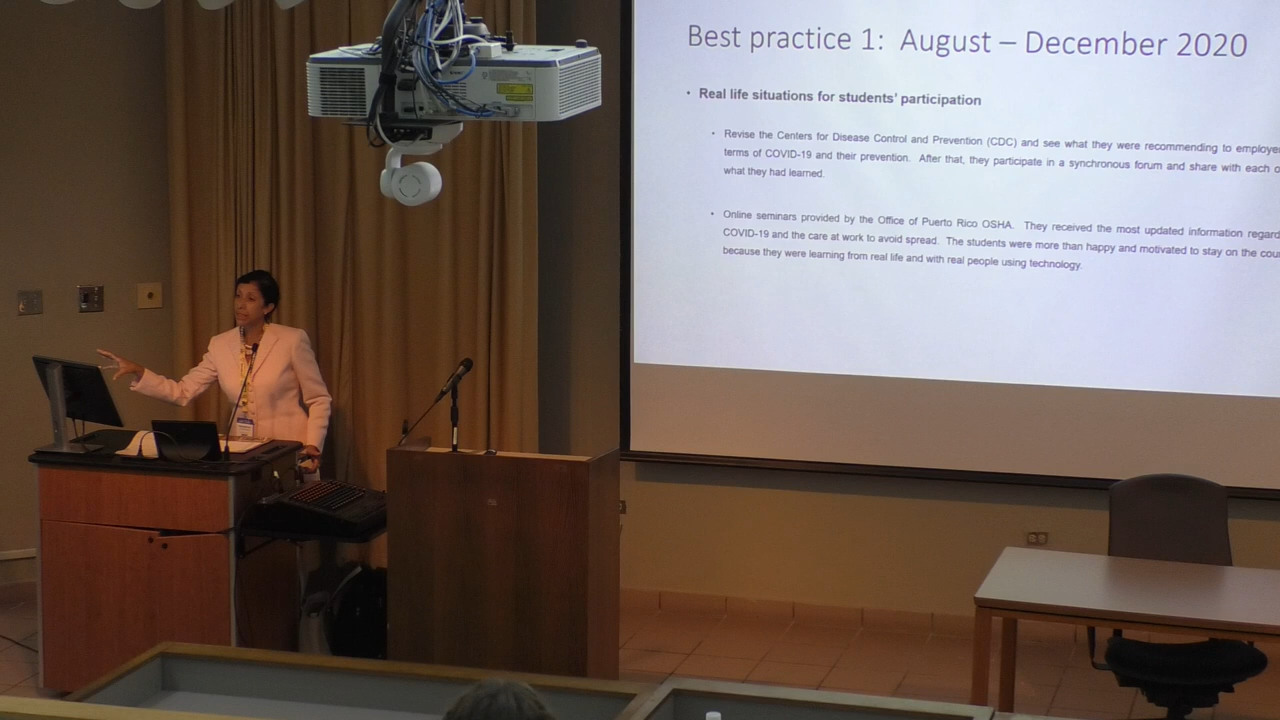 Best practice 1: August – December 2020
• Real life situations for students' participation
• Revise the Centers for Disease Control and Prevention (CDC) and see what they were recommending to
terms of COVID-19 and their prevention. After that, they participate in a synchronous forum and share with each
what they had learned.
• Online seminars provided by the Office of Puerto Rico OSHA. They received the most updated information
COVID-19 and the care at work to avoid spread. The students were more than happy and motivated to stay on the
because they were learning from real life and with real people using technology.